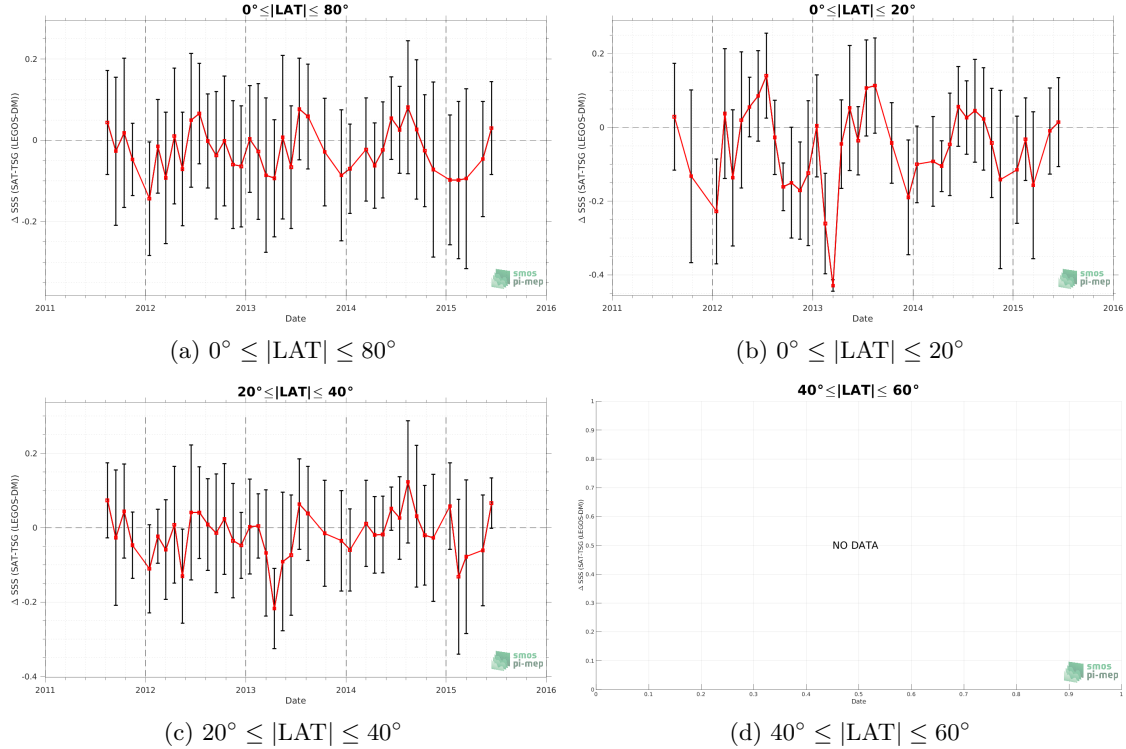 0°≤|LAT|≤ 80°
Δ SSS (SAT-TSG (LEGOS-DM))
0.2
0
-0.2
2011 2012 2013 2014 2015 2016
Date
smos
pi-mep
(a) 0° ≤ |LAT| ≤ 80°
0°≤|LAT|≤ 20°
Δ SSS (SAT-TSG (LEGOS-DM))
0.2
0
-0.2
-0.4
2011 2012 2013 2014 2015 2016
Date
smos
pi-mep
(b) 0° ≤ |LAT| ≤ 20°
20°≤|LAT|≤ 40°
Δ SSS (SAT-TSG (LEGOS-DM))
0.2
0
-0.2
-0.4
2011 2012 2013 2014 2015 2016
Date
smos
pi-mep
(c) 20° ≤ |LAT| ≤ 40°
40°≤|LAT|≤ 60°
Δ SSS (SAT-TSG (LEGOS-DM))
1
0.9
0.8
0.7
0.6
0.5
0.4
0.3
0.2
0.1
0
NO DATA
0 0.1 0.2 0.3 0.4 0.5 0.6 0.7 0.8 0.9 1
Date
smos
pi-mep
(d) 40° ≤ |LAT| ≤ 60°